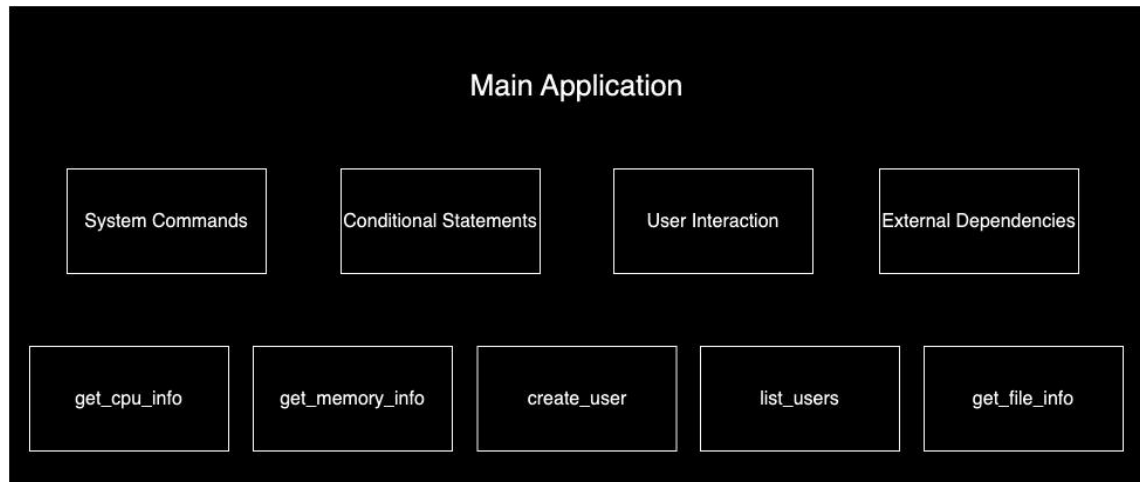 Main Application
System Commands
Conditional Statements
User Interaction
External Dependencies
get_cpu_info
get_memory_info
create_user
list_users
get_file_info